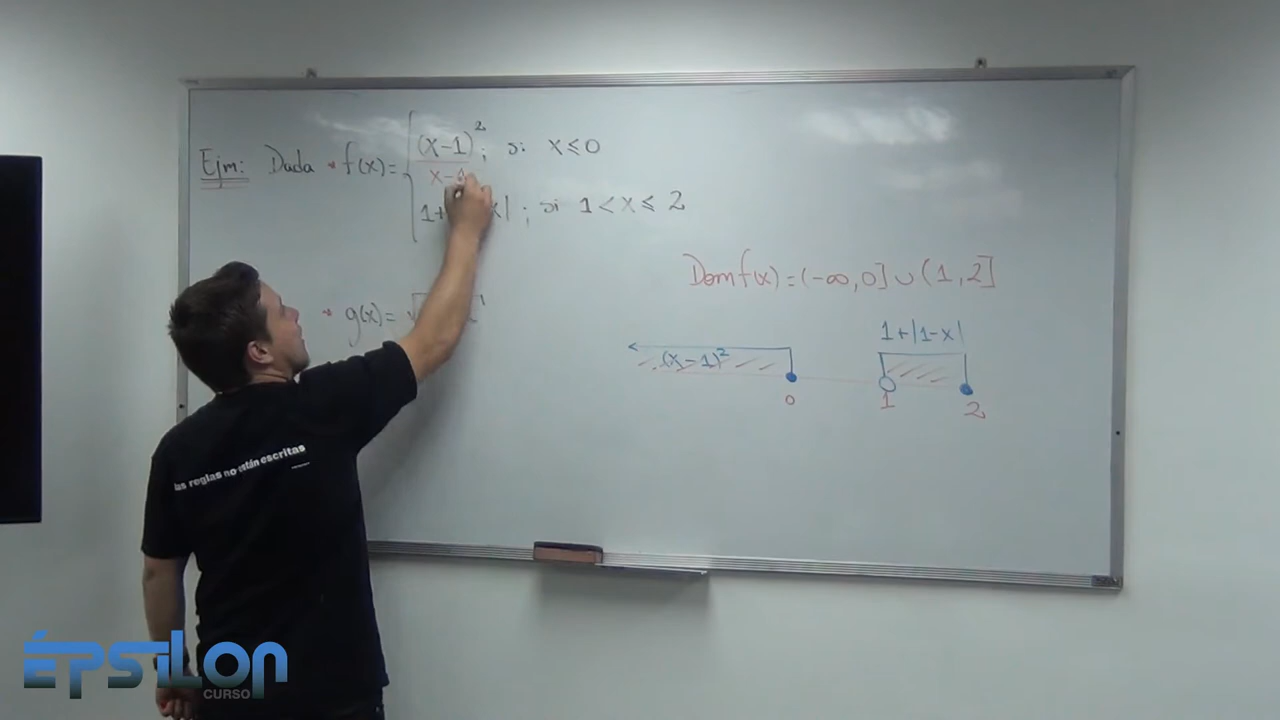 Ejm: Dada * f(x)= (x-1)² ; si x≤0
x-
1+ x| ; si 1<x≤2
Dom f(x)=(-∞,0]∪(1,2]
* g(x)= √
1+|1-x|
(x-1)²
0 1 2
las reglas no están escritas
ÉPSILON
CURSO